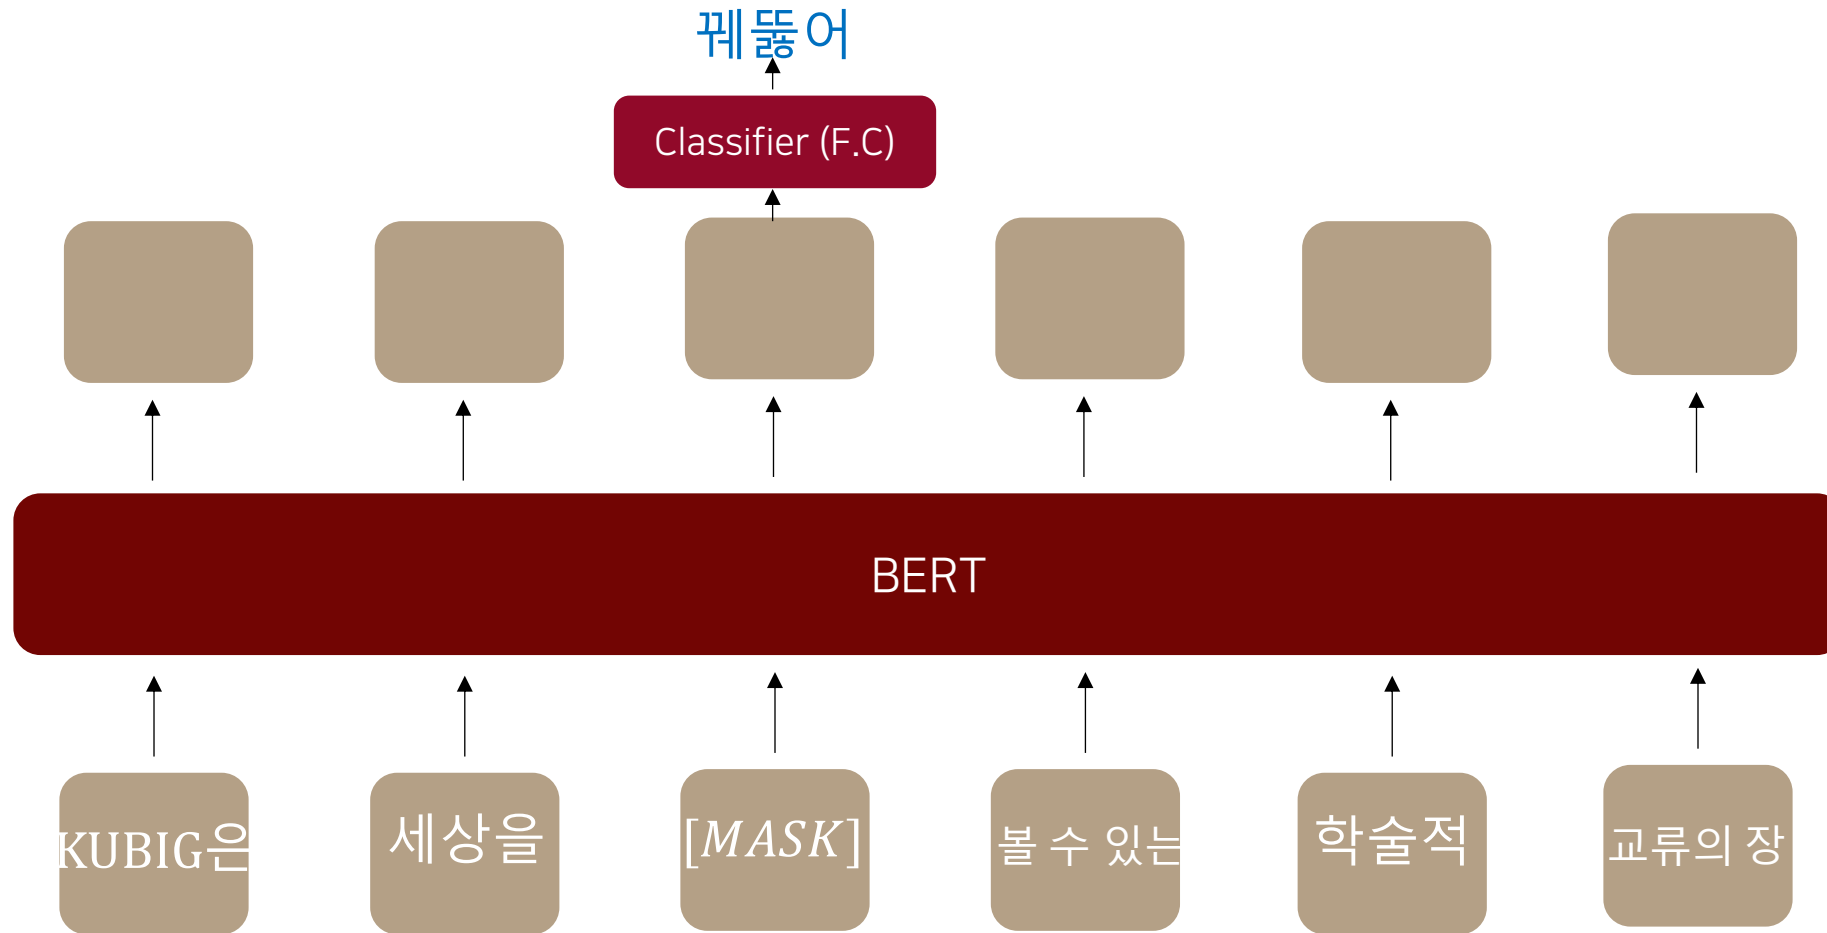 꿰뚫어
Classifier (F.C)
BERT
KUBIG은
세상을
[MASK]
볼 수 있는
학술적
교류의 장